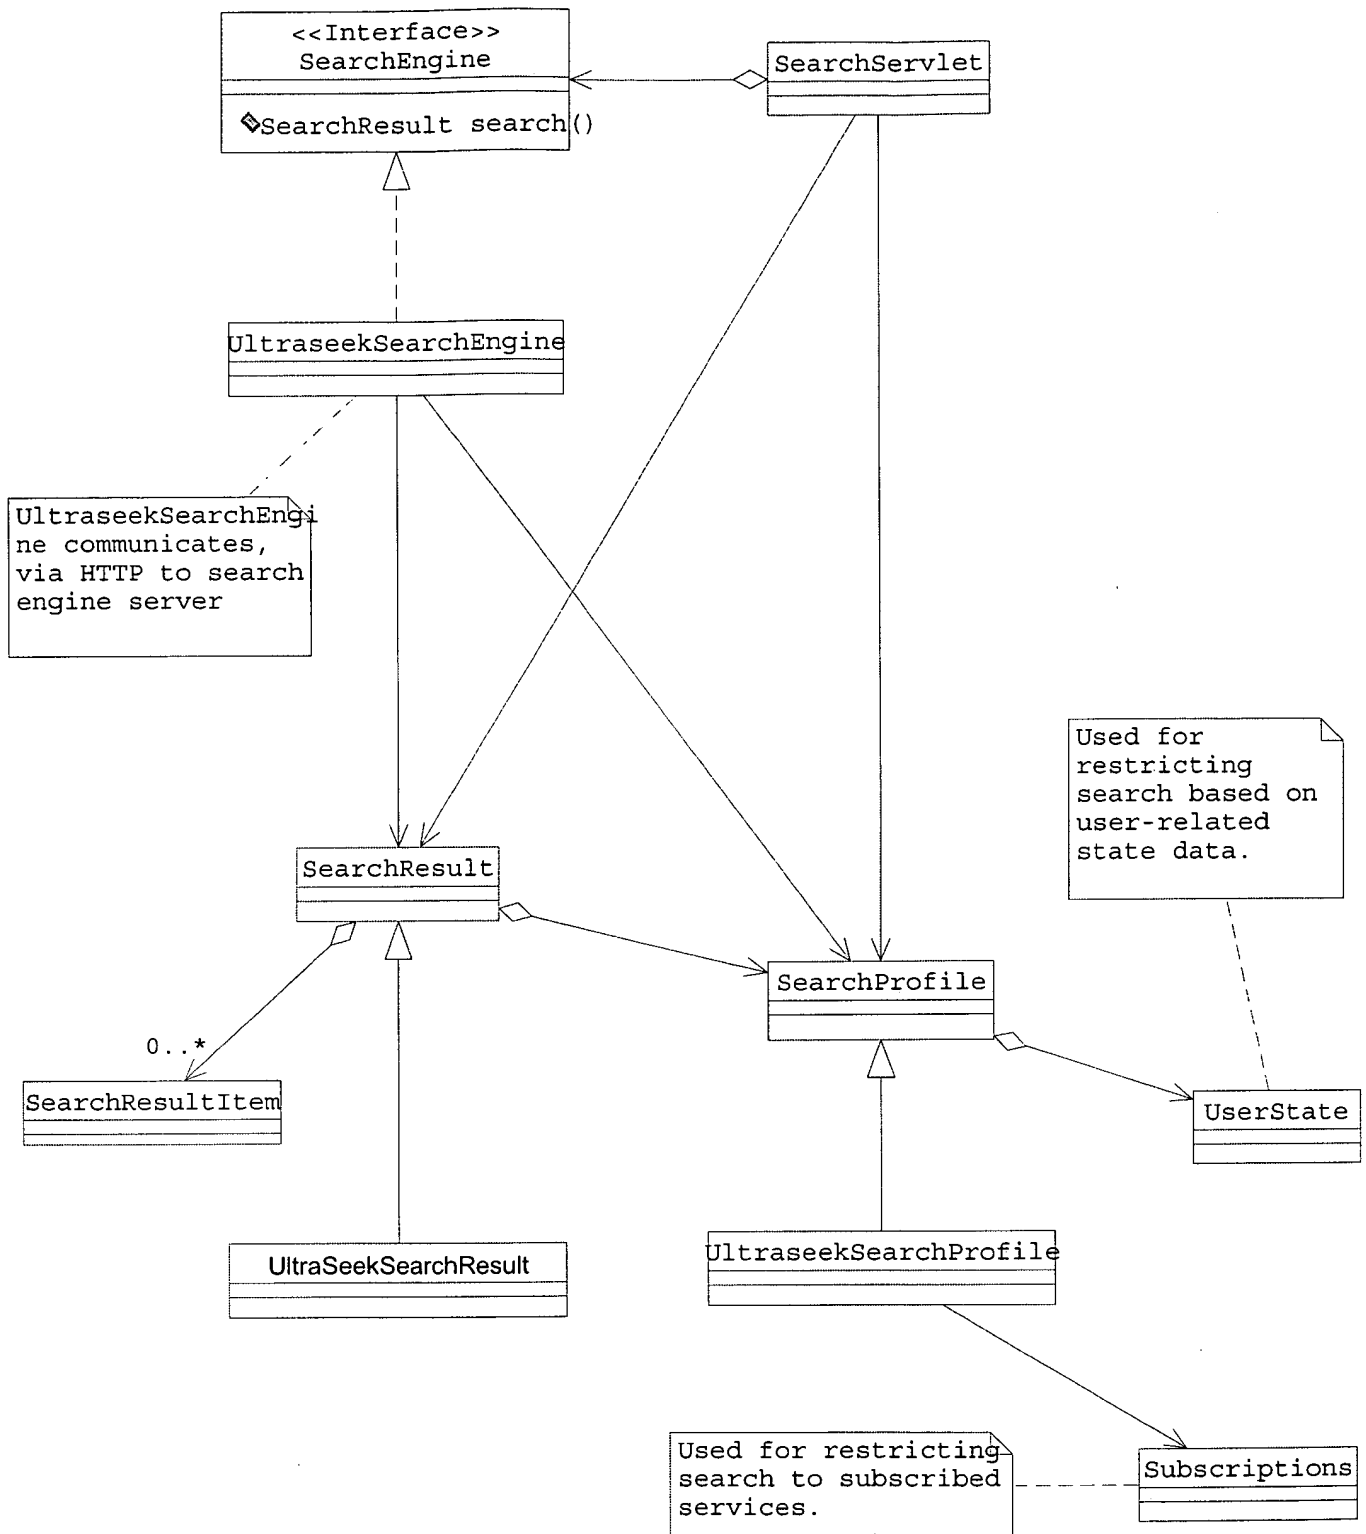 <<Interface>>
SearchEngine
SearchResult search()
SearchServlet
UltraseekSearchEngine
UltraseekSearchEngi
ne communicates,
via HTTP to search
engine server
Used for
restricting
search based on
user-related
state data.
SearchResult
SearchProfile
0..*
SearchResultItem
UserState
UltraSeekSearchResult
UltraseekSearchProfile
Used for restricting
search to subscribed
services.
Subscriptions